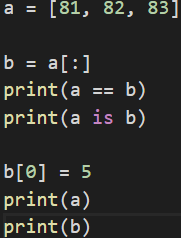 a = [81, 82, 83]
b = a[:]
print(a == b)
print(a is b)
b[0] = 5
print(a)
print(b)